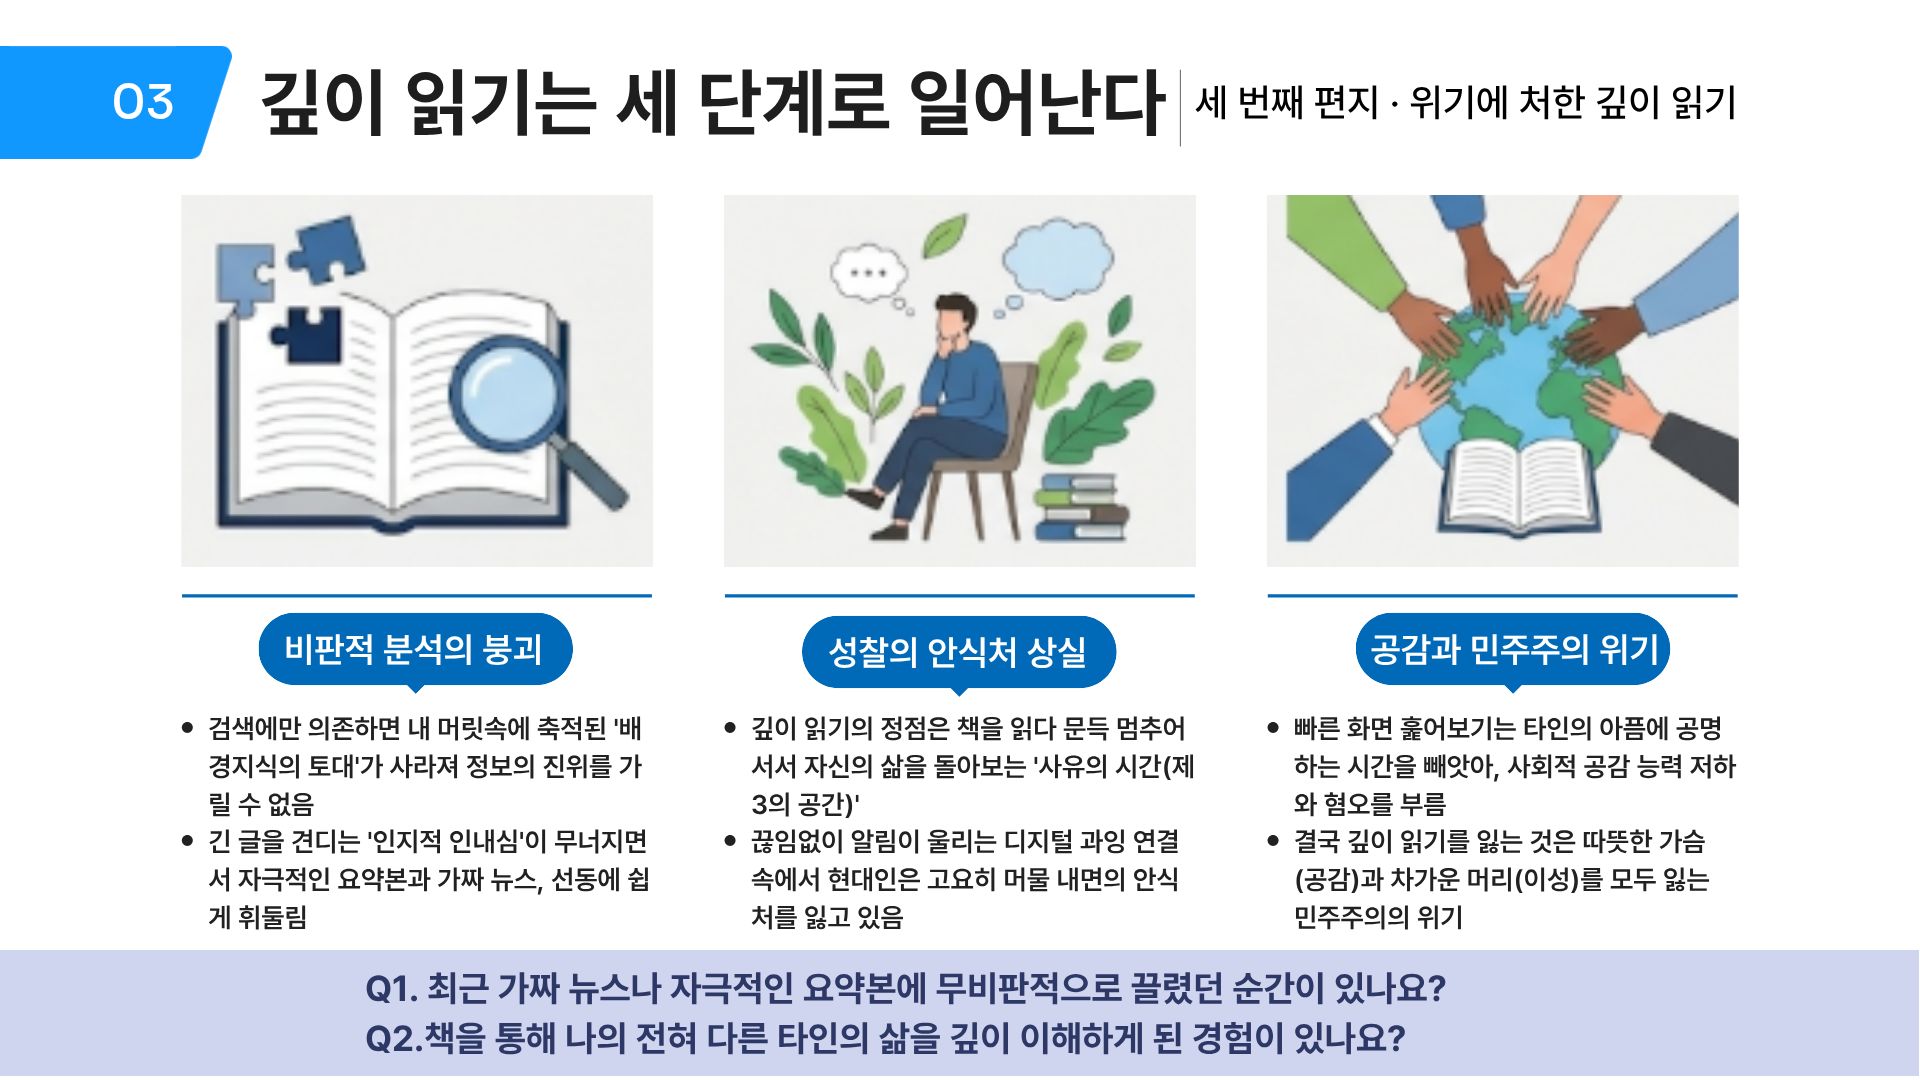 03
깊이 읽기는 세 단계로 일어난다
세 번째 편지 · 위기에 처한 깊이 읽기
비판적 분석의 붕괴
• 검색에만 의존하면 내 머릿속에 축적된 '배
경지식의 토대'가 사라져 정보의 진위를 가
릴 수 없음
• 긴 글을 견디는 '인지적 인내심'이 무너지면
서 자극적인 요약본과 가짜 뉴스, 선동에 쉽
게 휘둘림
성찰의 안식처 상실
• 깊이 읽기의 정점은 책을 읽다 문득 멈추어
서서 자신의 삶을 돌아보는 '사유의 시간(제
3의 공간)'
• 끊임없이 알림이 울리는 디지털 과잉 연결
속에서 현대인은 고요히 머물 내면의 안식
처를 잃고 있음
공감과 민주주의 위기
• 빠른 화면 훑어보기는 타인의 아픔에 공명
하는 시간을 빼앗아, 사회적 공감 능력 저하
와 혐오를 부름
• 결국 깊이 읽기를 잃는 것은 따뜻한 가슴
(공감)과 차가운 머리(이성)를 모두 잃는
민주주의의 위기
Q1. 최근 가짜 뉴스나 자극적인 요약본에 무비판적으로 끌렸던 순간이 있나요?
Q2.책을 통해 나의 전혀 다른 타인의 삶을 깊이 이해하게 된 경험이 있나요?